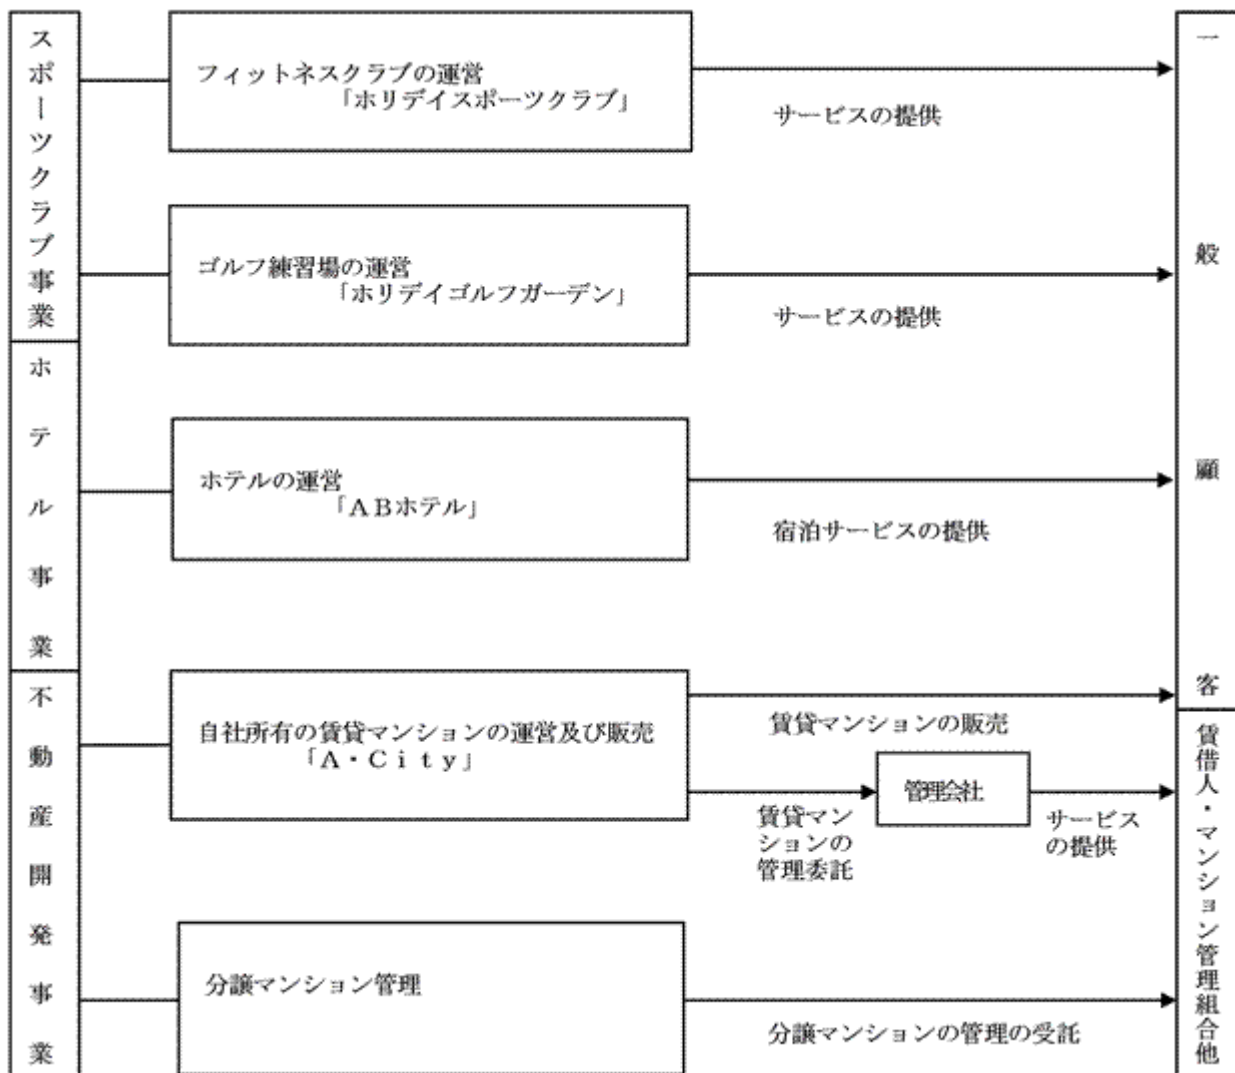 スポーツクラブ事業
フィットネスクラブの運営
「ホリデイスポーツクラブ」
サービスの提供
ゴルフ練習場の運営
「ホリデイゴルフガーデン」
サービスの提供
ホテル事業
ホテルの運営
「ＡＢホテル」
宿泊サービスの提供
不動産開発事業
自社所有の賃貸マンションの運営及び販売
「Ａ・Ｃｉｔｙ」
賃貸マンションの販売
賃貸マン
ションの
管理委託
管理会社
サービス
の提供
分譲マンション管理
分譲マンションの管理の受託
一般顧客
賃借人・マンション管理組合他